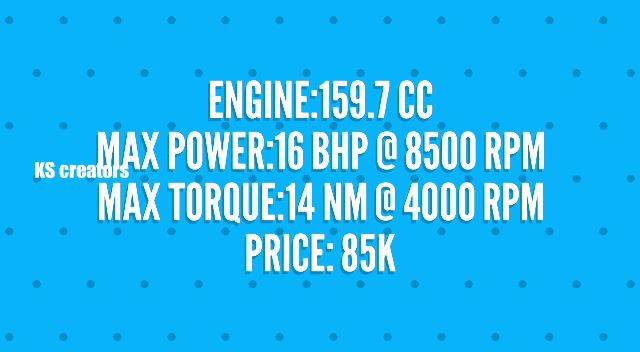 ENGINE:159.7 CC
MAX POWER:16 BHP @ 8500 RPM
KS creators
MAX TORQUE:14 NM @ 4000 RPM
PRICE: 85K